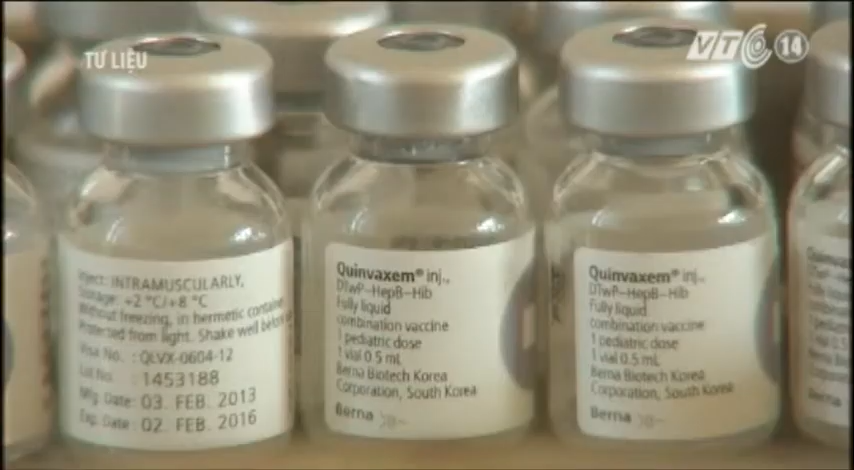 TƯ LIỆU
VTC 14
Inject: INTRAMUSCULARLY,
Storage: +2 °C/+8 °C
Without freezing, in hermetic container
Protected from light. Shake well before
Visa No. : QLVX-0604-12
Lot No. : 1453188
Mfg Date: 03. FEB. 2013
Exp. Date: 02. FEB. 2016
Quinvaxem® inj.,
DTwP-HepB-Hib
Fully liquid
combination vaccine
1 pediatric dose
1 vial 0.5 mL
Berna Biotech Korea
Corporation, South Korea
Berna
Quinvaxem® inj.,
DTwP-HepB-Hib
Fully liquid
combination vaccine
1 pediatric dose
1 vial 0.5 mL
Berna Biotech Korea
Corporation, South Korea
Berna